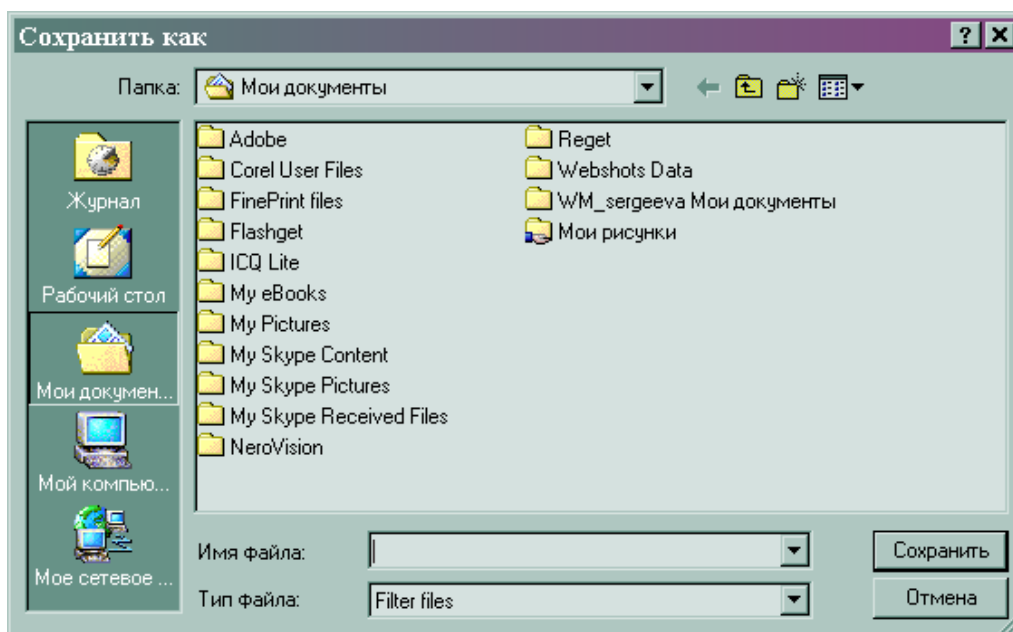 Сохранить как
Папка: Мои документы
Журнал
Рабочий стол
Мои докумен...
Мой компью...
Мое сетевое ...
Adobe
Corel User Files
FinePrint files
Flashget
ICQ Lite
My eBooks
My Pictures
My Skype Content
My Skype Pictures
My Skype Received Files
NeroVision
Reget
Webshots Data
WM_sergeeva Мои документы
Мои рисунки
Имя файла:
Сохранить
Тип файла: Filter files
Отмена